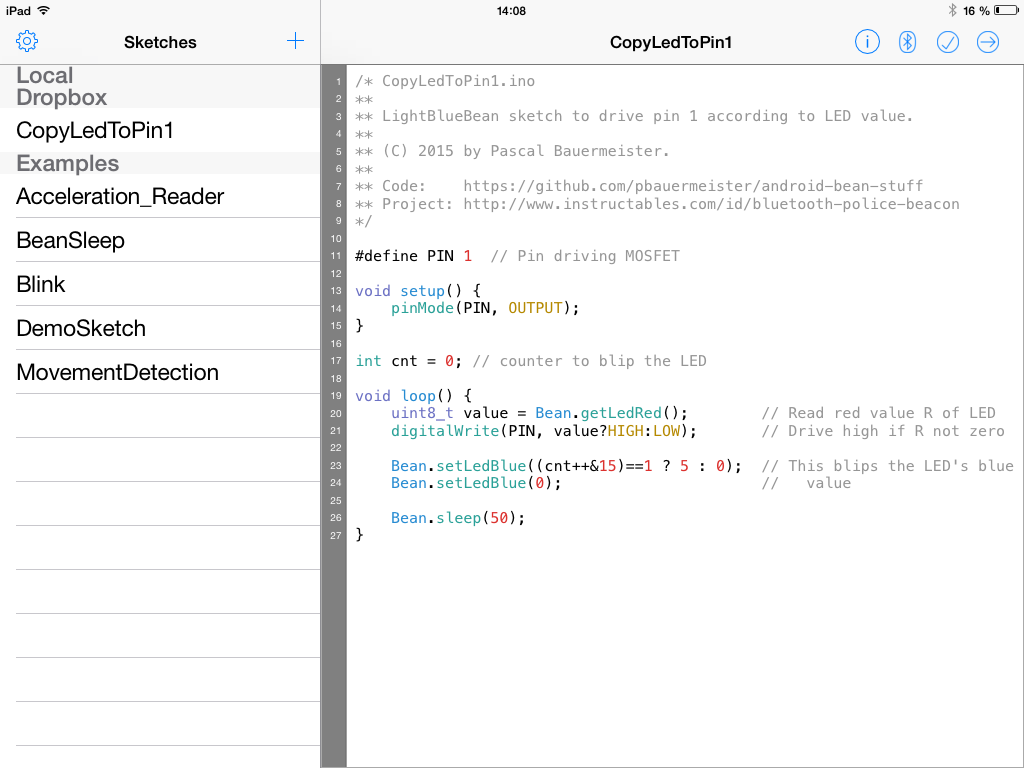 iPad 14:08 16 %
Sketches + CopyLedToPin1 i
Local
Dropbox
CopyLedToPin1
Examples
Acceleration_Reader
BeanSleep
Blink
DemoSketch
MovementDetection
1 /* CopyLedToPin1.ino
2 **
3 ** LightBlueBean sketch to drive pin 1 according to LED value.
4 **
5 ** (C) 2015 by Pascal Bauermeister.
6 **
7 ** Code:    https://github.com/pbauermeister/android-bean-stuff
8 ** Project: http://www.instructables.com/id/bluetooth-police-beacon
9 */
10
11 #define PIN 1  // Pin driving MOSFET
12
13 void setup() {
14     pinMode(PIN, OUTPUT);
15 }
16
17 int cnt = 0; // counter to blip the LED
18
19 void loop() {
20     uint8_t value = Bean.getLedRed();        // Read red value R of LED
21     digitalWrite(PIN, value?HIGH:LOW);       // Drive high if R not zero
22
23     Bean.setLedBlue((cnt++&15)==1 ? 5 : 0);  // This blips the LED's blue
24     Bean.setLedBlue(0);                      //   value
25
26     Bean.sleep(50);
27 }